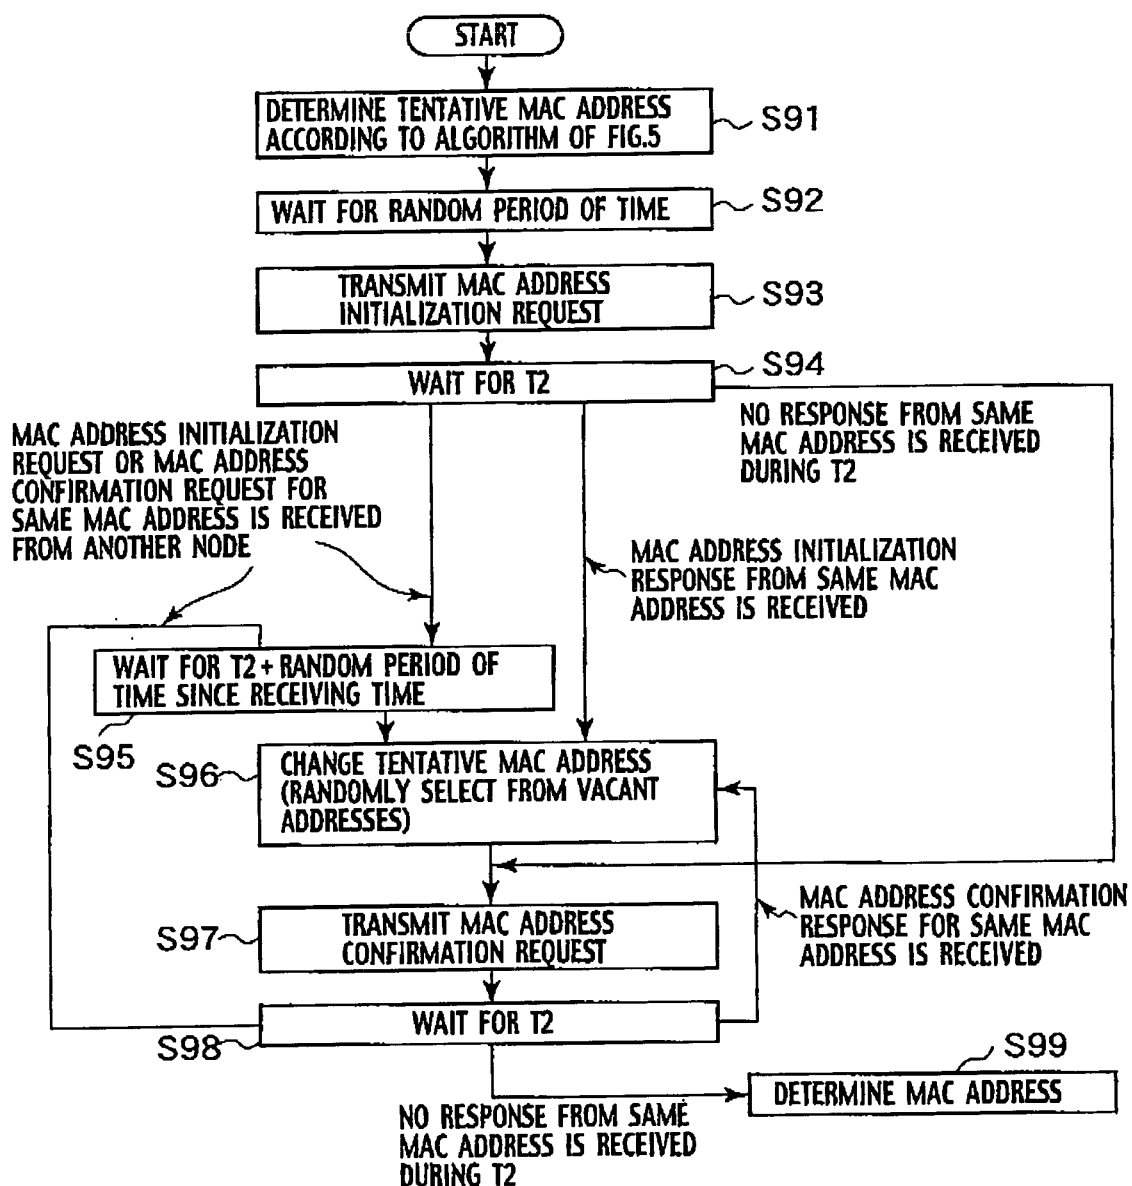 START
DETERMINE TENTATIVE MAC ADDRESS
ACCORDING TO ALGORITHM OF FIG.5
S91
WAIT FOR RANDOM PERIOD OF TIME
S92
TRANSMIT MAC ADDRESS
INITIALIZATION REQUEST
S93
WAIT FOR T2
S94
NO RESPONSE FROM SAME
MAC ADDRESS IS RECEIVED
DURING T2
MAC ADDRESS INITIALIZATION
REQUEST OR MAC ADDRESS
CONFIRMATION REQUEST FOR
SAME MAC ADDRESS IS RECEIVED
FROM ANOTHER NODE
MAC ADDRESS INITIALIZATION
RESPONSE FROM SAME MAC
ADDRESS IS RECEIVED
WAIT FOR T2+RANDOM PERIOD OF
TIME SINCE RECEIVING TIME
S95
S96
CHANGE TENTATIVE MAC ADDRESS
(RANDOMLY SELECT FROM VACANT
ADDRESSES)
MAC ADDRESS CONFIRMATION
RESPONSE FOR SAME MAC
ADDRESS IS RECEIVED
S97
TRANSMIT MAC ADDRESS
CONFIRMATION REQUEST
WAIT FOR T2
S98
S99
DETERMINE MAC ADDRESS
NO RESPONSE FROM SAME
MAC ADDRESS IS RECEIVED
DURING T2